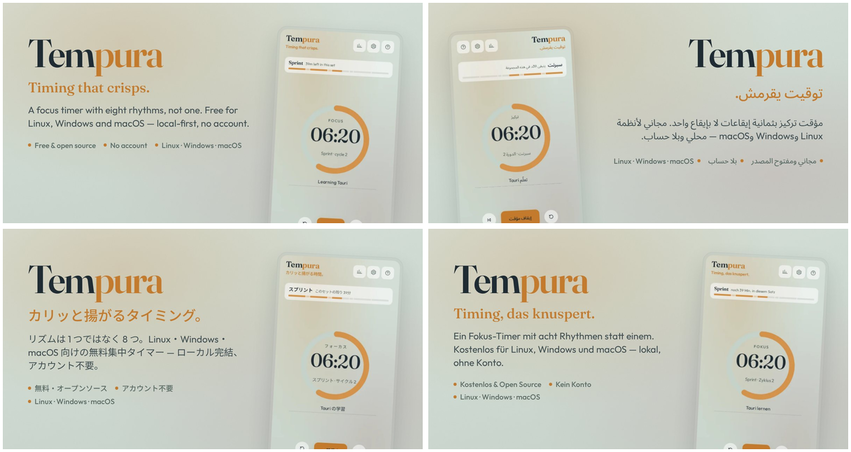 Tempura
Timing that crisps.
A focus timer with eight rhythms, not one. Free for
Linux, Windows and macOS — local-first, no account.
Free & open source
No account
Linux · Windows · macOS
Tempura
Timing that crisps.
Sprint
FOCUS
06:20
Sprint · cycle 2
Learning Tauri
Tempura
توقيت يقرمش.
مؤقت تركيز بثمانية إيقاعات لا بإيقاع واحد. مجاني لأنظمة
Linux وWindows وmacOS — محلي وبلا حساب.
مجاني ومفتوح المصدر
بلا حساب
Linux · Windows · macOS
Tempura
توقيت يقرمش.
سبرنت
تركيز
06:20
تعلّم Tauri
إيقاف مؤقت
Tempura
カリッと揚がるタイミング。
リズムは 1 つではなく 8 つ。Linux・Windows・
macOS 向けの無料集中タイマー — ローカル完結、
アカウント不要。
無料・オープンソース
アカウント不要
Linux · Windows · macOS
Tempura
カリッと揚がる時間。
スプリント
フォーカス
06:20
スプリント · サイクル 2
Tauri の学習
Tempura
Timing, das knuspert.
Ein Fokus-Timer mit acht Rhythmen statt einem.
Kostenlos für Linux, Windows und macOS — lokal,
ohne Konto.
Kostenlos & Open Source
Kein Konto
Linux · Windows · macOS
Tempura
Timing, das knuspert.
Sprint
FOKUS
06:20
Sprint · Zyklus 2
Tauri lernen